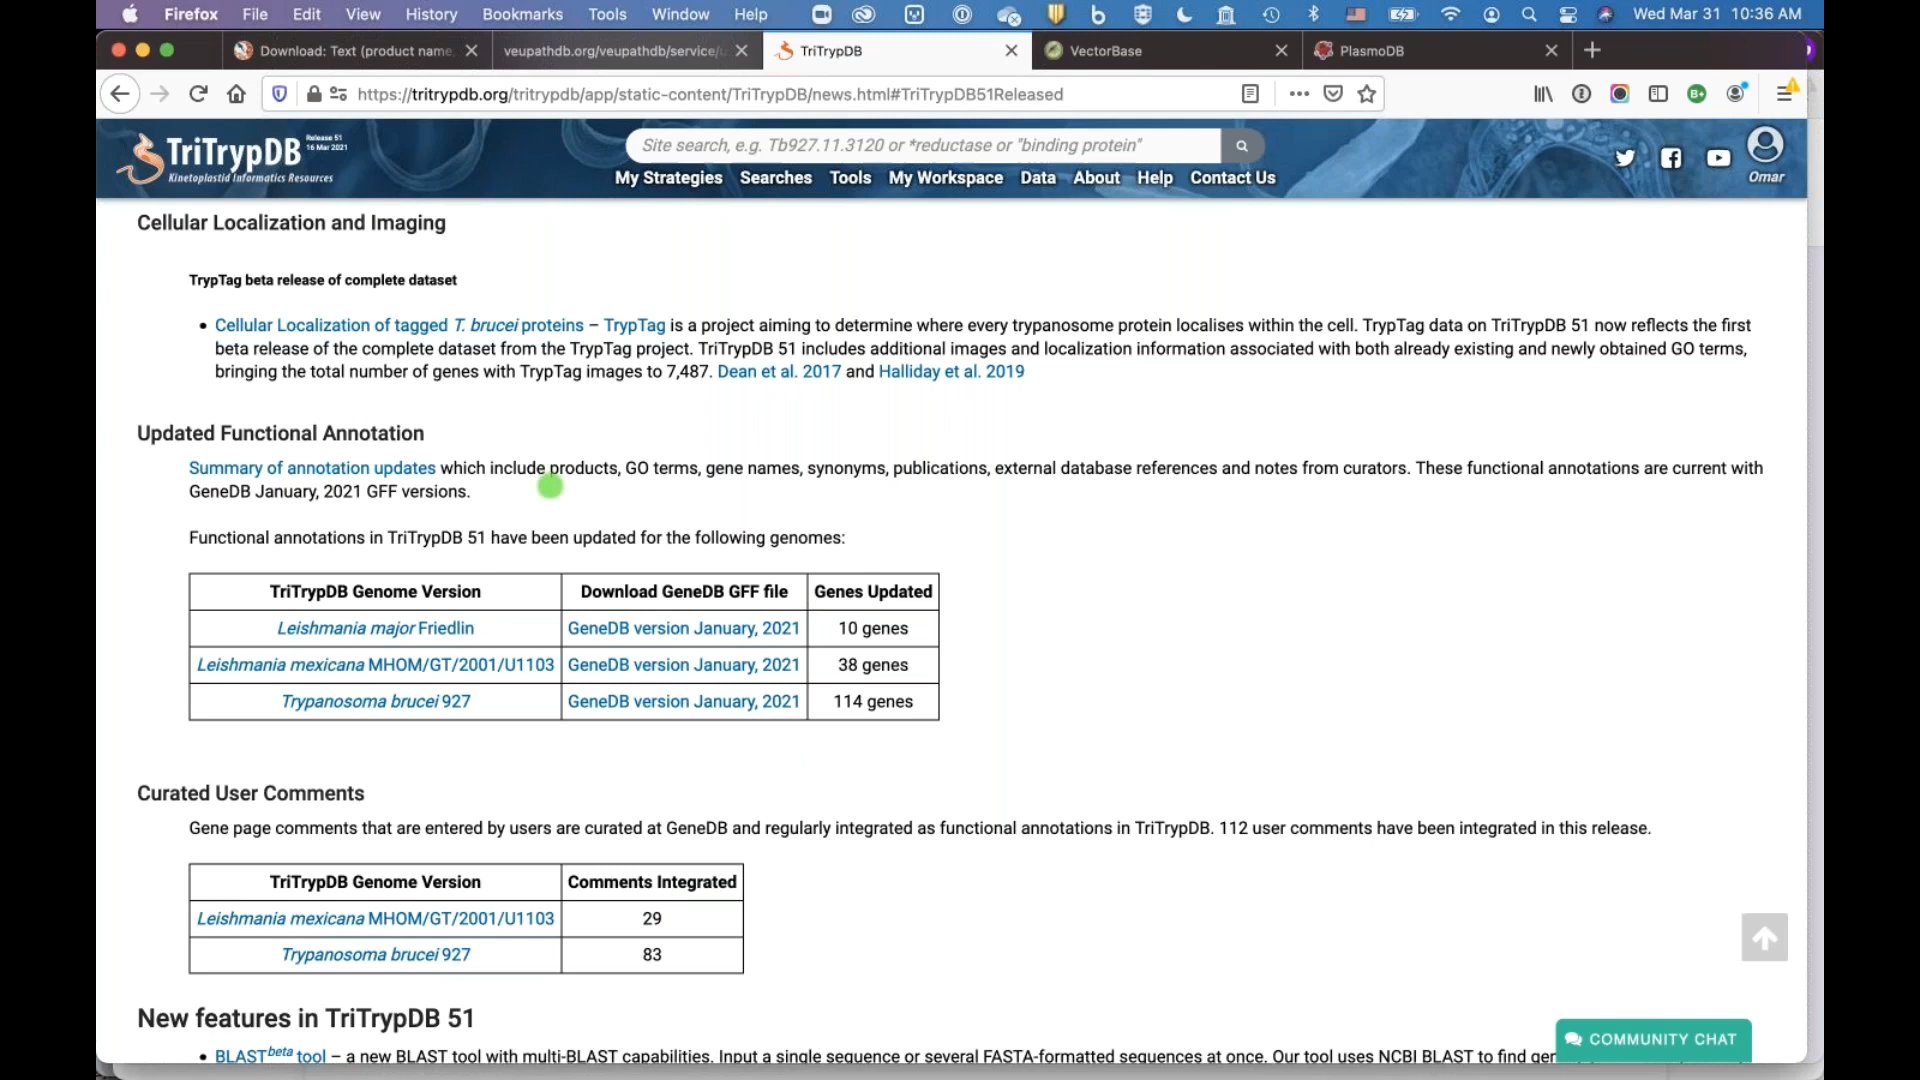 Firefox File Edit View History Bookmarks Tools Window Help Wed Mar 31 10:36 AM
Download: Text (product name, veupathdb.org/veupathdb/service/u TriTrypDB VectorBase PlasmoDB
https://tritrypdb.org/tritrypdb/app/static-content/TriTrypDB/news.html#TriTrypDB51Released
TriTrypDB Release 51
16 Mar 2021
Kinetoplastid Informatics Resources
Site search, e.g. Tb927.11.3120 or *reductase or "binding protein"
My Strategies Searches Tools My Workspace Data About Help Contact Us
Omar
Cellular Localization and Imaging
TrypTag beta release of complete dataset
• Cellular Localization of tagged T. brucei proteins – TrypTag is a project aiming to determine where every trypanosome protein localises within the cell. TrypTag data on TriTrypDB 51 now reflects the first
beta release of the complete dataset from the TrypTag project. TriTrypDB 51 includes additional images and localization information associated with both already existing and newly obtained GO terms,
bringing the total number of genes with TrypTag images to 7,487. Dean et al. 2017 and Halliday et al. 2019
Updated Functional Annotation
Summary of annotation updates which include products, GO terms, gene names, synonyms, publications, external database references and notes from curators. These functional annotations are current with
GeneDB January, 2021 GFF versions.
Functional annotations in TriTrypDB 51 have been updated for the following genomes:
TriTrypDB Genome Version Download GeneDB GFF file Genes Updated
Leishmania major Friedlin GeneDB version January, 2021 10 genes
Leishmania mexicana MHOM/GT/2001/U1103 GeneDB version January, 2021 38 genes
Trypanosoma brucei 927 GeneDB version January, 2021 114 genes
Curated User Comments
Gene page comments that are entered by users are curated at GeneDB and regularly integrated as functional annotations in TriTrypDB. 112 user comments have been integrated in this release.
TriTrypDB Genome Version Comments Integrated
Leishmania mexicana MHOM/GT/2001/U1103 29
Trypanosoma brucei 927 83
New features in TriTrypDB 51
• BLASTbeta tool – a new BLAST tool with multi-BLAST capabilities. Input a single sequence or several FASTA-formatted sequences at once. Our tool uses NCBI BLAST to find
COMMUNITY CHAT